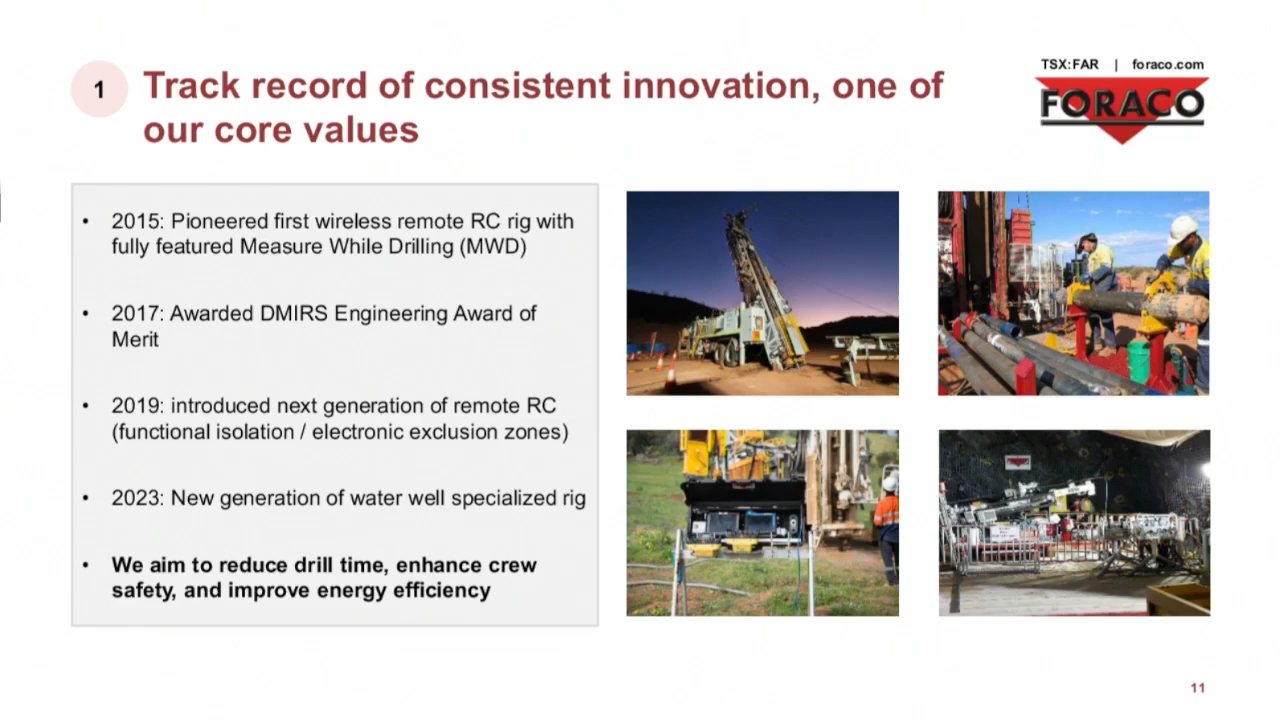 TSX:FAR | foraco.com
FORACO
1
Track record of consistent innovation, one of
our core values
• 2015: Pioneered first wireless remote RC rig with
fully featured Measure While Drilling (MWD)
• 2017: Awarded DMIRS Engineering Award of
Merit
• 2019: introduced next generation of remote RC
(functional isolation / electronic exclusion zones)
• 2023: New generation of water well specialized rig
• We aim to reduce drill time, enhance crew
safety, and improve energy efficiency
11